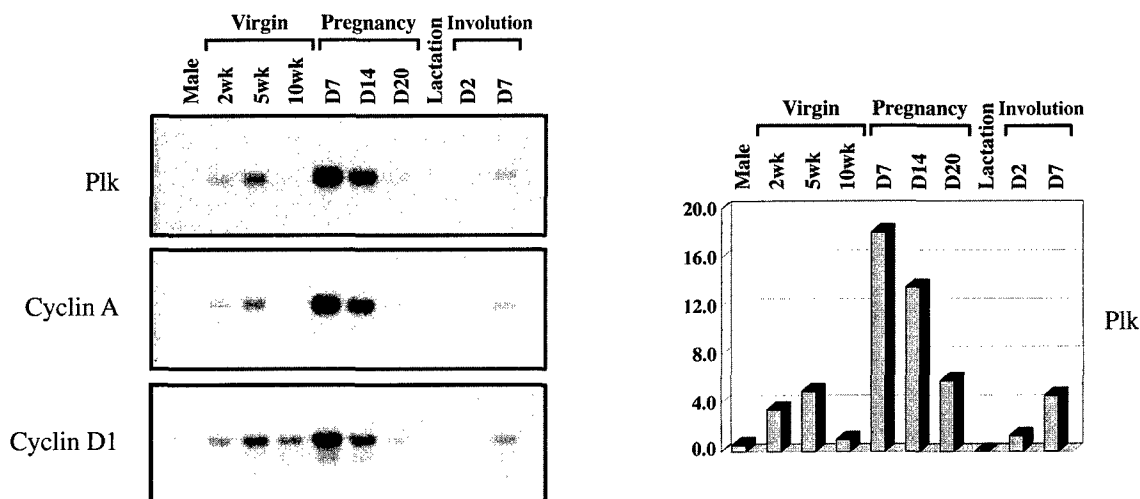 Virgin Pregnancy Lactation Involution
Male 2wk 5wk 10wk D7 D14 D20 D2 D7
Plk
Cyclin A
Cyclin D1
Virgin Pregnancy Lactation Involution
Male 2wk 5wk 10wk D7 D14 D20 D2 D7
20.0
16.0
12.0
8.0
4.0
0.0
Plk